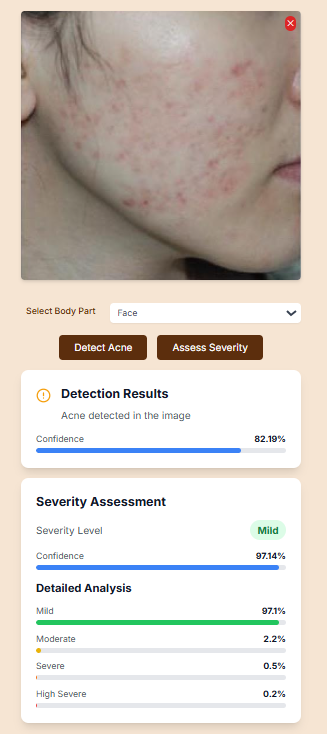 Select Body Part Face
Detect Acne Assess Severity
Detection Results
Acne detected in the image
Confidence 82.19%
Severity Assessment
Severity Level Mild
Confidence 97.14%
Detailed Analysis
Mild 97.1%
Moderate 2.2%
Severe 0.5%
High Severe 0.2%